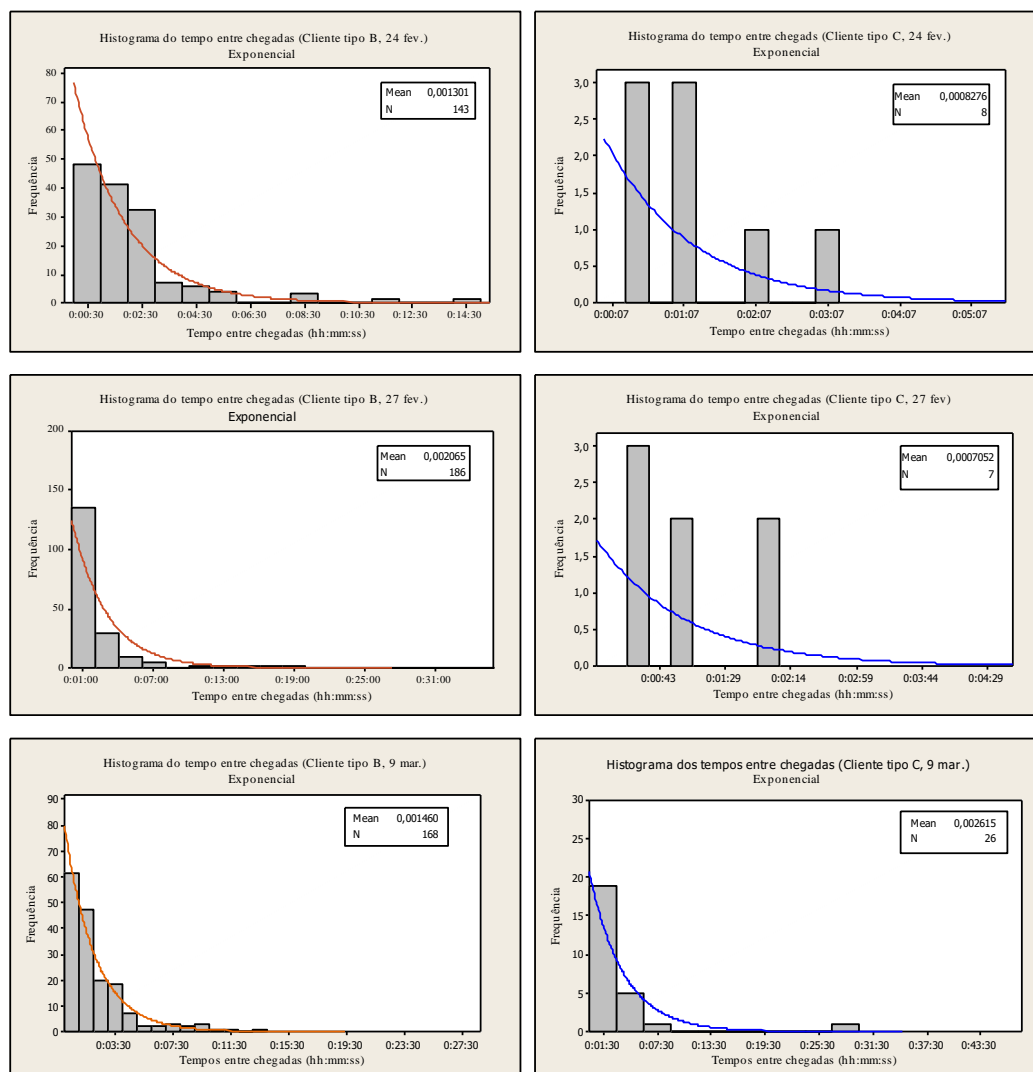 Histograma do tempo entre chegadas (Cliente tipo B, 24 fev.)
Exponencial
Mean 0,001301
N 143
Frequência
80
70
60
50
40
30
20
10
0
0:00:30 0:02:30 0:04:30 0:06:30 0:08:30 0:10:30 0:12:30 0:14:30
Tempo entre chegadas (hh:mm:ss)
Histograma do tempo entre chegads (Cliente tipo C, 24 fev.)
Exponencial
Mean 0,0008276
N 8
Frequência
3,0
2,5
2,0
1,5
1,0
0,5
0,0
0:00:07 0:01:07 0:02:07 0:03:07 0:04:07 0:05:07
Tempo entre chegadas (hh:mm:ss)
Histograma do tempo entre chegadas (Cliente tipo B, 27 fev.)
Exponencial
Mean 0,002065
N 186
Frequência
200
150
100
50
0
0:01:00 0:07:00 0:13:00 0:19:00 0:25:00 0:31:00
Tempo entre chegadas (hh:mm:ss)
Histograma do tempo entre chegadas (Cliente tipo C, 27 fev)
Exponencial
Mean 0,0007052
N 7
Frequência
3,0
2,5
2,0
1,5
1,0
0,5
0,0
0:00:43 0:01:29 0:02:14 0:02:59 0:03:44 0:04:29
Tempo entre chegadas (hh:mm:ss)
Histograma do tempo entre chegadas (Cliente tipo B, 9 mar.)
Exponencial
Mean 0,001460
N 168
Frequência
90
80
70
60
50
40
30
20
10
0
0:03:30 0:07:30 0:11:30 0:15:30 0:19:30 0:23:30 0:27:30
Tempos entre chegadas (hh:mm:ss)
Histograma dos tempos entre chegadas (Cliente tipo C, 9 mar.)
Exponencial
Mean 0,002615
N 26
Frequência
30
25
20
15
10
5
0
0:01:30 0:07:30 0:13:30 0:19:30 0:25:30 0:31:30 0:37:30 0:43:30
Tempos entre chegadas (hh:mm:ss)